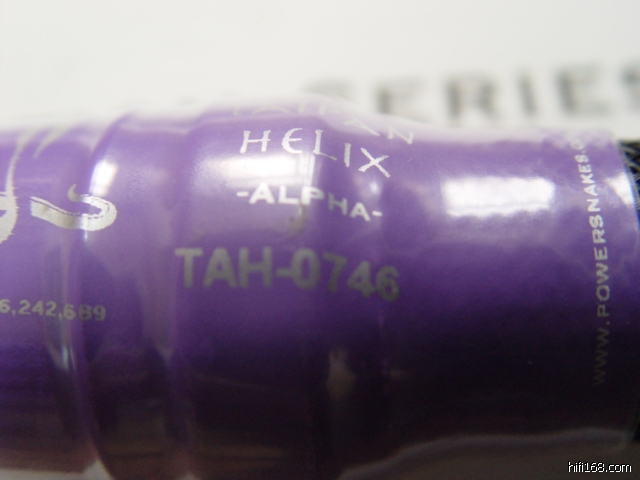 SERIES
HELIX
-ALPHA-
TAH-0746
6,242,689
WWW.POWERSNAKES.
hifi168.com